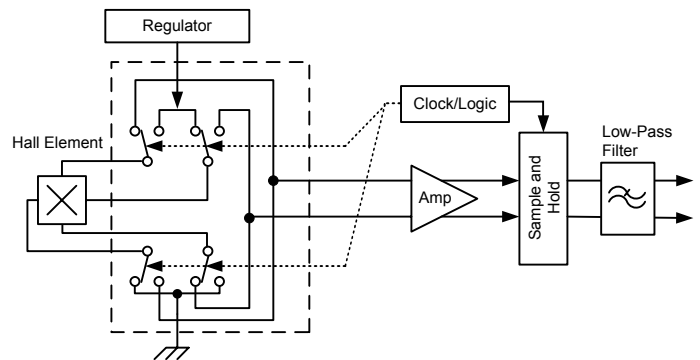 Regulator
Clock/Logic
Hall Element
Amp
Sample and
Hold
Low-Pass
Filter